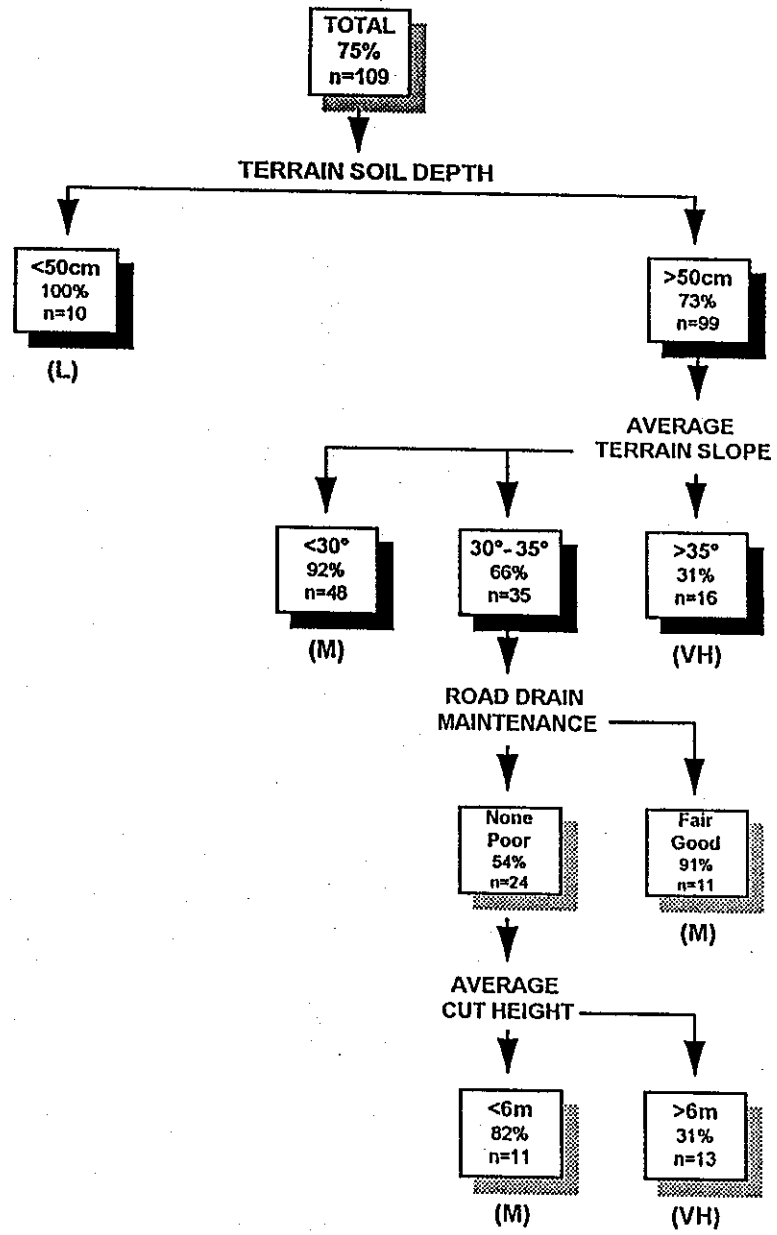 TOTAL
75%
n=109
TERRAIN SOIL DEPTH
<50cm
100%
n=10
(L)
>50cm
73%
n=99
AVERAGE
TERRAIN SLOPE
<30°
92%
n=48
(M)
30°-35°
66%
n=35
>35°
31%
n=16
(VH)
ROAD DRAIN
MAINTENANCE
None
Poor
54%
n=24
Fair
Good
91%
n=11
(M)
AVERAGE
CUT HEIGHT
<6m
82%
n=11
(M)
>6m
31%
n=13
(VH)